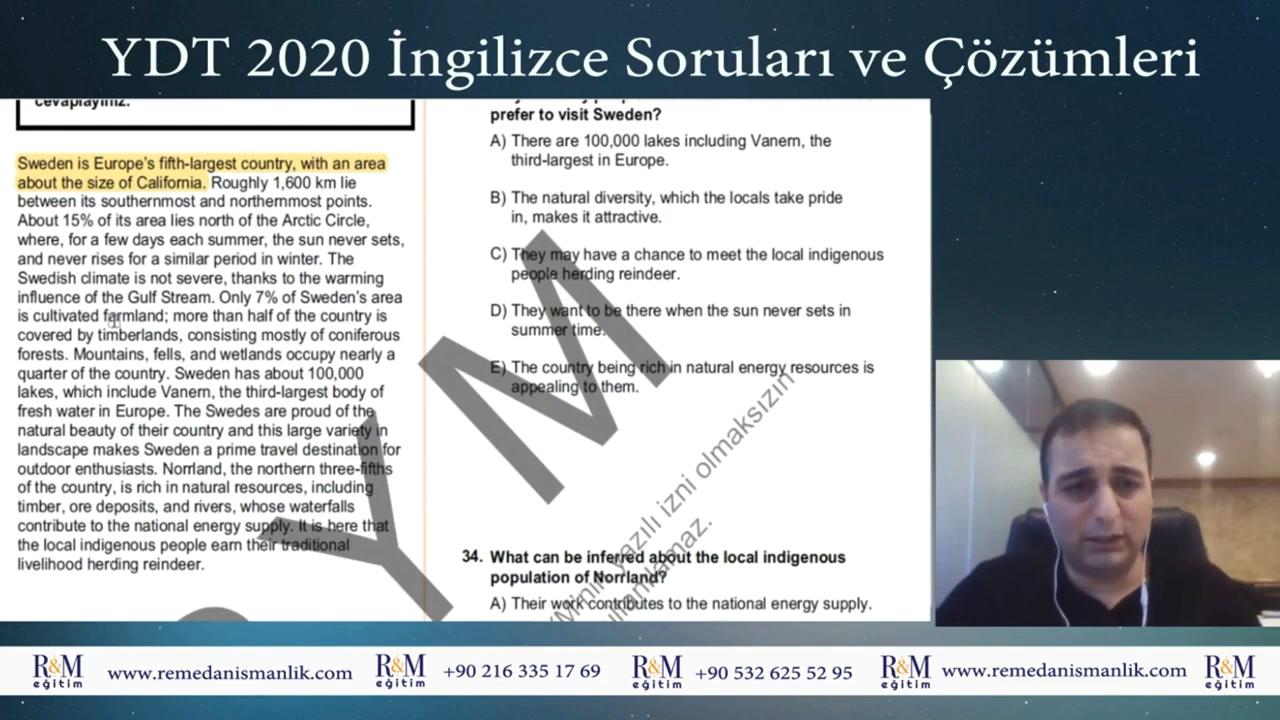 YDT 2020 İngilizce Soruları ve Çözümleri
cevaplayınız.
Sweden is Europe's fifth-largest country, with an area
about the size of California. Roughly 1,600 km lie
between its southernmost and northernmost points.
About 15% of its area lies north of the Arctic Circle,
where, for a few days each summer, the sun never sets,
and never rises for a similar period in winter. The
Swedish climate is not severe, thanks to the warming
influence of the Gulf Stream. Only 7% of Sweden's area
is cultivated farmland; more than half of the country is
covered by timberlands, consisting mostly of coniferous
forests. Mountains, fells, and wetlands occupy nearly a
quarter of the country. Sweden has about 100,000
lakes, which include Vanern, the third-largest body of
fresh water in Europe. The Swedes are proud of the
natural beauty of their country and this large variety in
landscape makes Sweden a prime travel destination for
outdoor enthusiasts. Norrland, the northern three-fifths
of the country, is rich in natural resources, including
timber, ore deposits, and rivers, whose waterfalls
contribute to the national energy supply. It is here that
the local indigenous people earn their traditional
livelihood herding reindeer.
prefer to visit Sweden?
A) There are 100,000 lakes including Vanern, the
third-largest in Europe.
B) The natural diversity, which the locals take pride
in, makes it attractive.
C) They may have a chance to meet the local indigenous
people herding reindeer.
D) They want to be there when the sun never sets in
summer time.
E) The country being rich in natural energy resources is
appealing to them.
34. What can be inferred about the local indigenous
population of Norrland?
A) Their work contributes to the national energy supply.
Y M
yazılı izni olmaksızın
R&M
eğitim
www.remedanismanlik.com
R&M
eğitim
+90 216 335 17 69
R&M
eğitim
+90 532 625 52 95
R&M
eğitim
www.remedanismanlik.com
R&M
eğitim